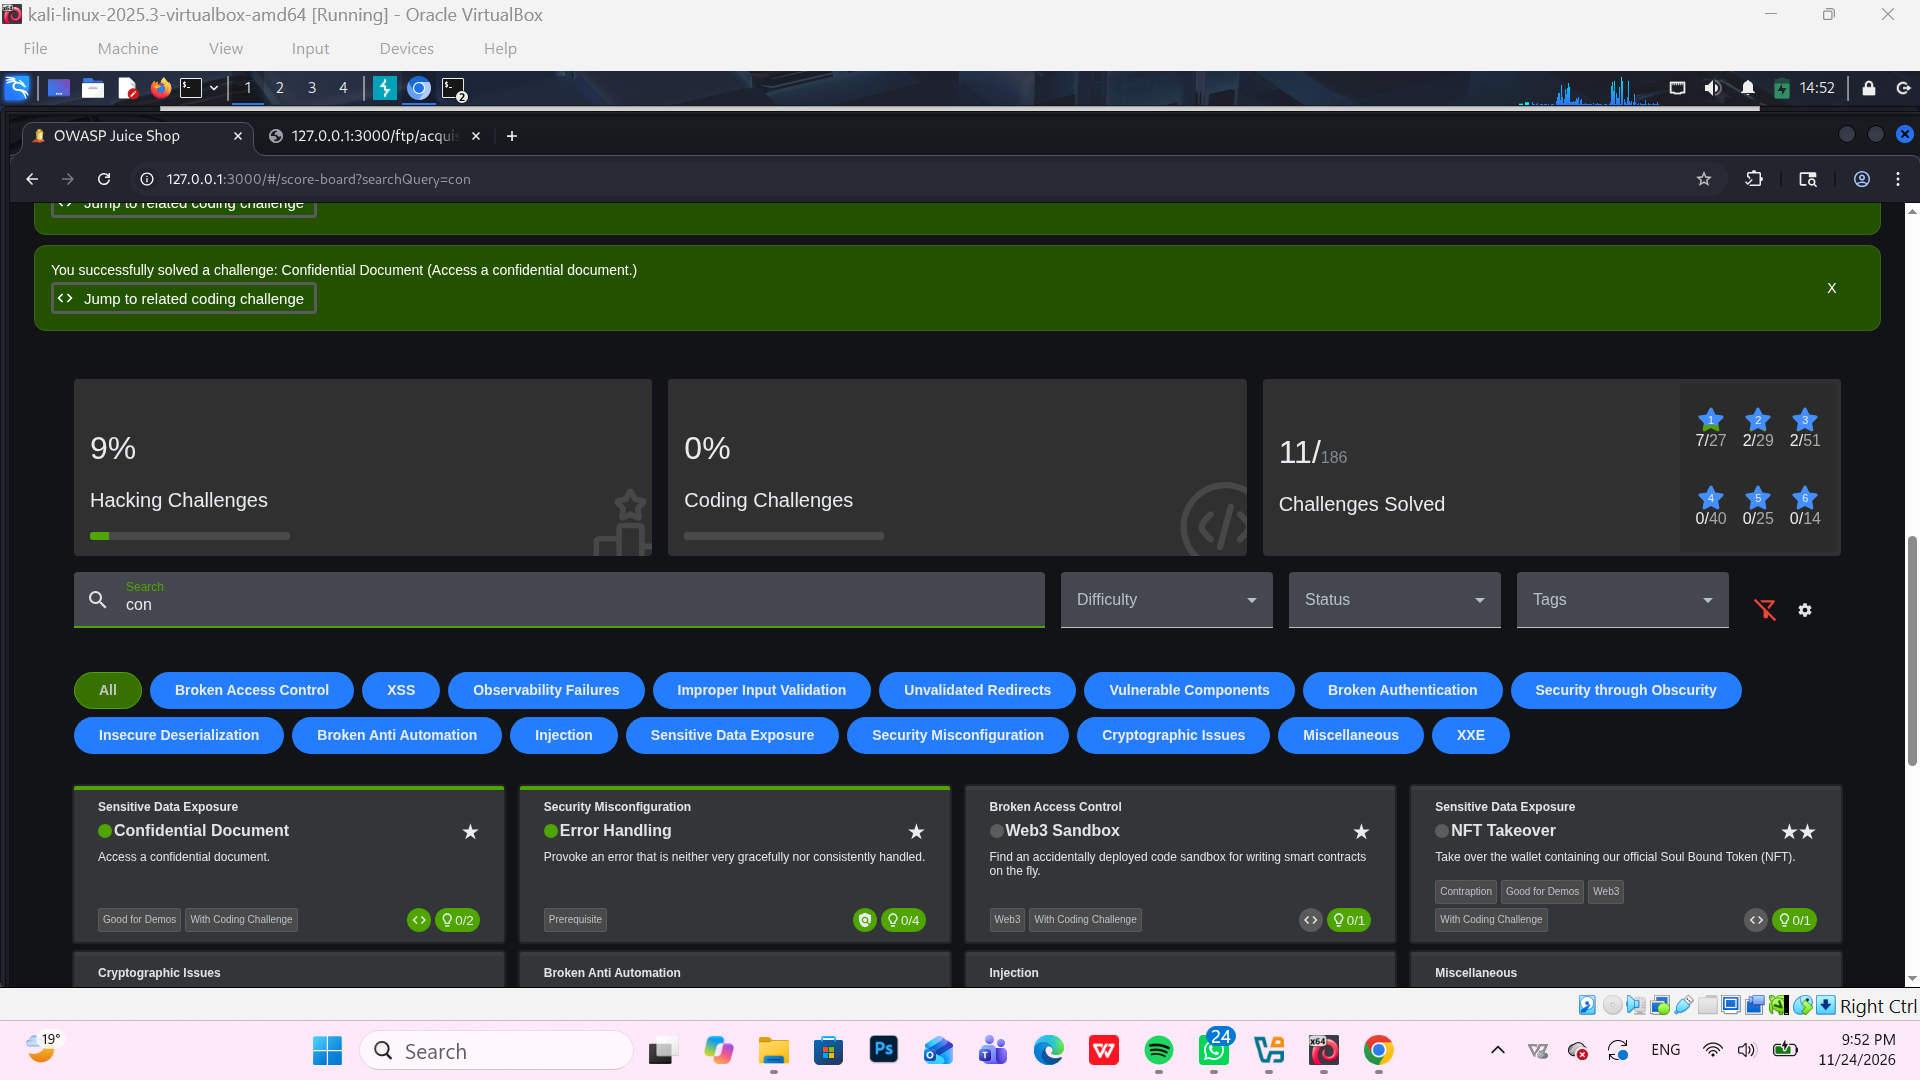 kali-linux-2025.3-virtualbox-amd64 [Running] - Oracle VirtualBox
File Machine View Input Devices Help
1 2 3 4 2 14:52
OWASP Juice Shop 127.0.0.1:3000/ftp/acquis
127.0.0.1:3000/#/score-board?searchQuery=con
Jump to related coding challenge
You successfully solved a challenge: Confidential Document (Access a confidential document.)
Jump to related coding challenge
X
9%
Hacking Challenges
0%
Coding Challenges
11/186
Challenges Solved
1 2 3
7/27 2/29 2/51
4 5 6
0/40 0/25 0/14
Search
con
Difficulty
Status
Tags
All Broken Access Control XSS Observability Failures Improper Input Validation Unvalidated Redirects Vulnerable Components Broken Authentication Security through Obscurity
Insecure Deserialization Broken Anti Automation Injection Sensitive Data Exposure Security Misconfiguration Cryptographic Issues Miscellaneous XXE
Sensitive Data Exposure
Confidential Document
Access a confidential document.
Good for Demos With Coding Challenge 0/2
Security Misconfiguration
Error Handling
Provoke an error that is neither very gracefully nor consistently handled.
Prerequisite 0/4
Broken Access Control
Web3 Sandbox
Find an accidentally deployed code sandbox for writing smart contracts
on the fly.
Web3 With Coding Challenge 0/1
Sensitive Data Exposure
NFT Takeover
Take over the wallet containing our official Soul Bound Token (NFT).
Contraption Good for Demos Web3
With Coding Challenge 0/1
Cryptographic Issues
Broken Anti Automation
Injection
Miscellaneous
Right Ctrl
19°
Search
Ps
24
x64
ENG
9:52 PM
11/24/2026